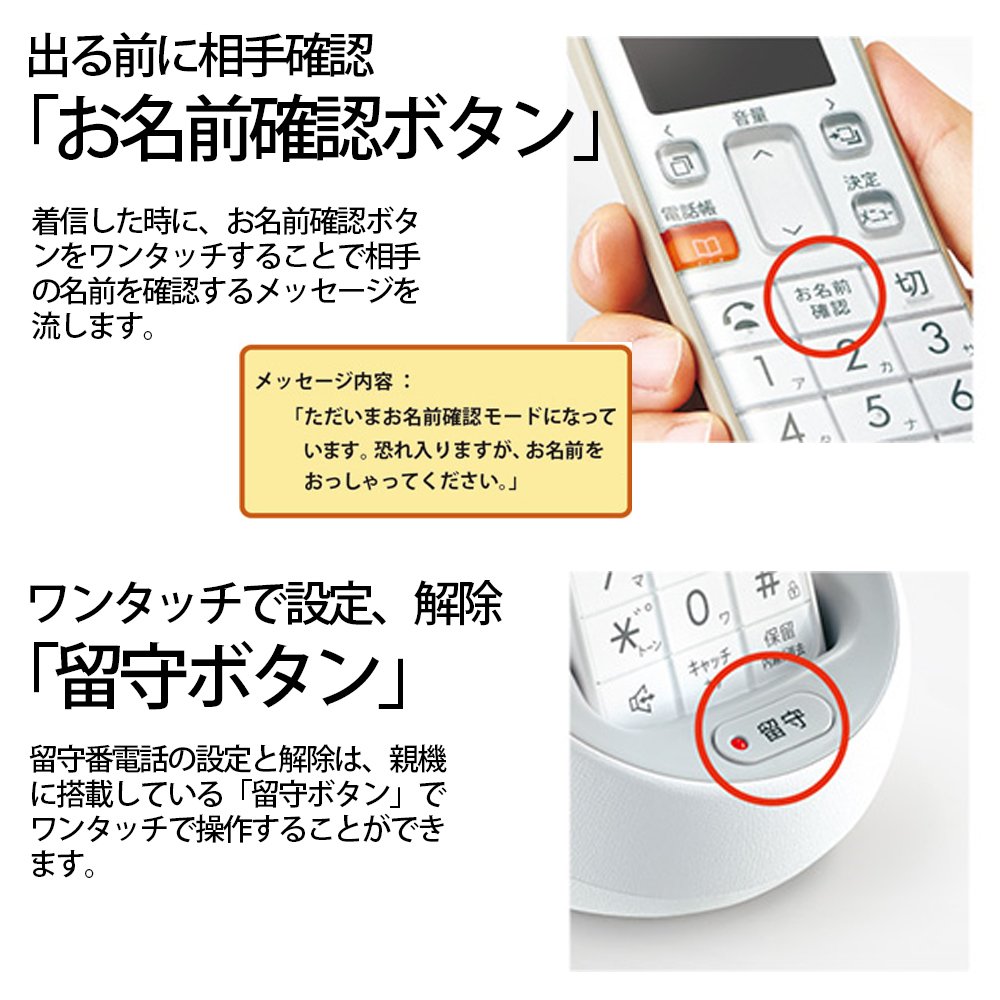 出る前に相手確認
「お名前確認ボタン」
着信した時に、お名前確認ボタ
ンをワンタッチすることで相手
の名前を確認するメッセージを
流します。
メッセージ内容：
「ただいまお名前確認モードになって
います。恐れ入りますが、お名前を
おっしゃってください。」
音量
決定
メニュー
電話帳
お名前
確認
切
1 ア
2 カ
3 サ
4
5
6
ワンタッチで設定、解除
「留守ボタン」
留守番電話の設定と解除は、親機
に搭載している「留守ボタン」で
ワンタッチで操作することができ
ます。
マ
＊ トーン
0 ワ
#
キャッチ
保留
留守